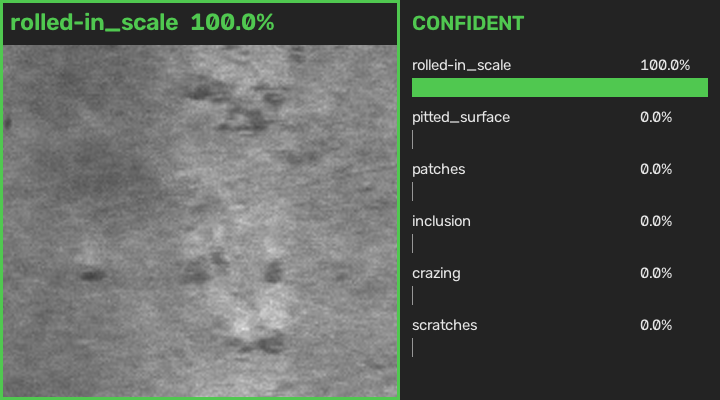 rolled-in_scale 100.0%
CONFIDENT
rolled-in_scale 100.0%
pitted_surface 0.0%
patches 0.0%
inclusion 0.0%
crazing 0.0%
scratches 0.0%